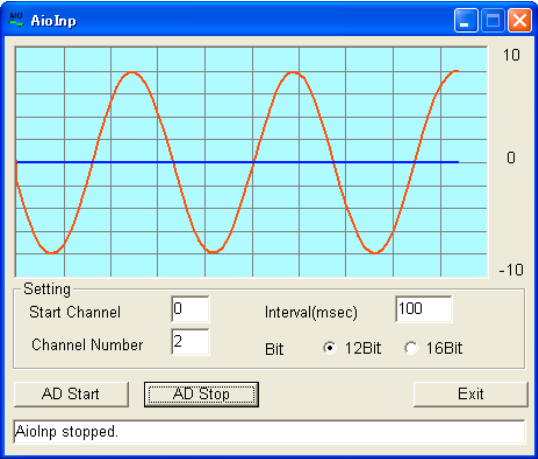 AIO AioInp
10
0
-10
Setting
Start Channel 0 Interval(msec) 100
Channel Number 2 Bit 12Bit 16Bit
AD Start AD Stop Exit
AioInp stopped.